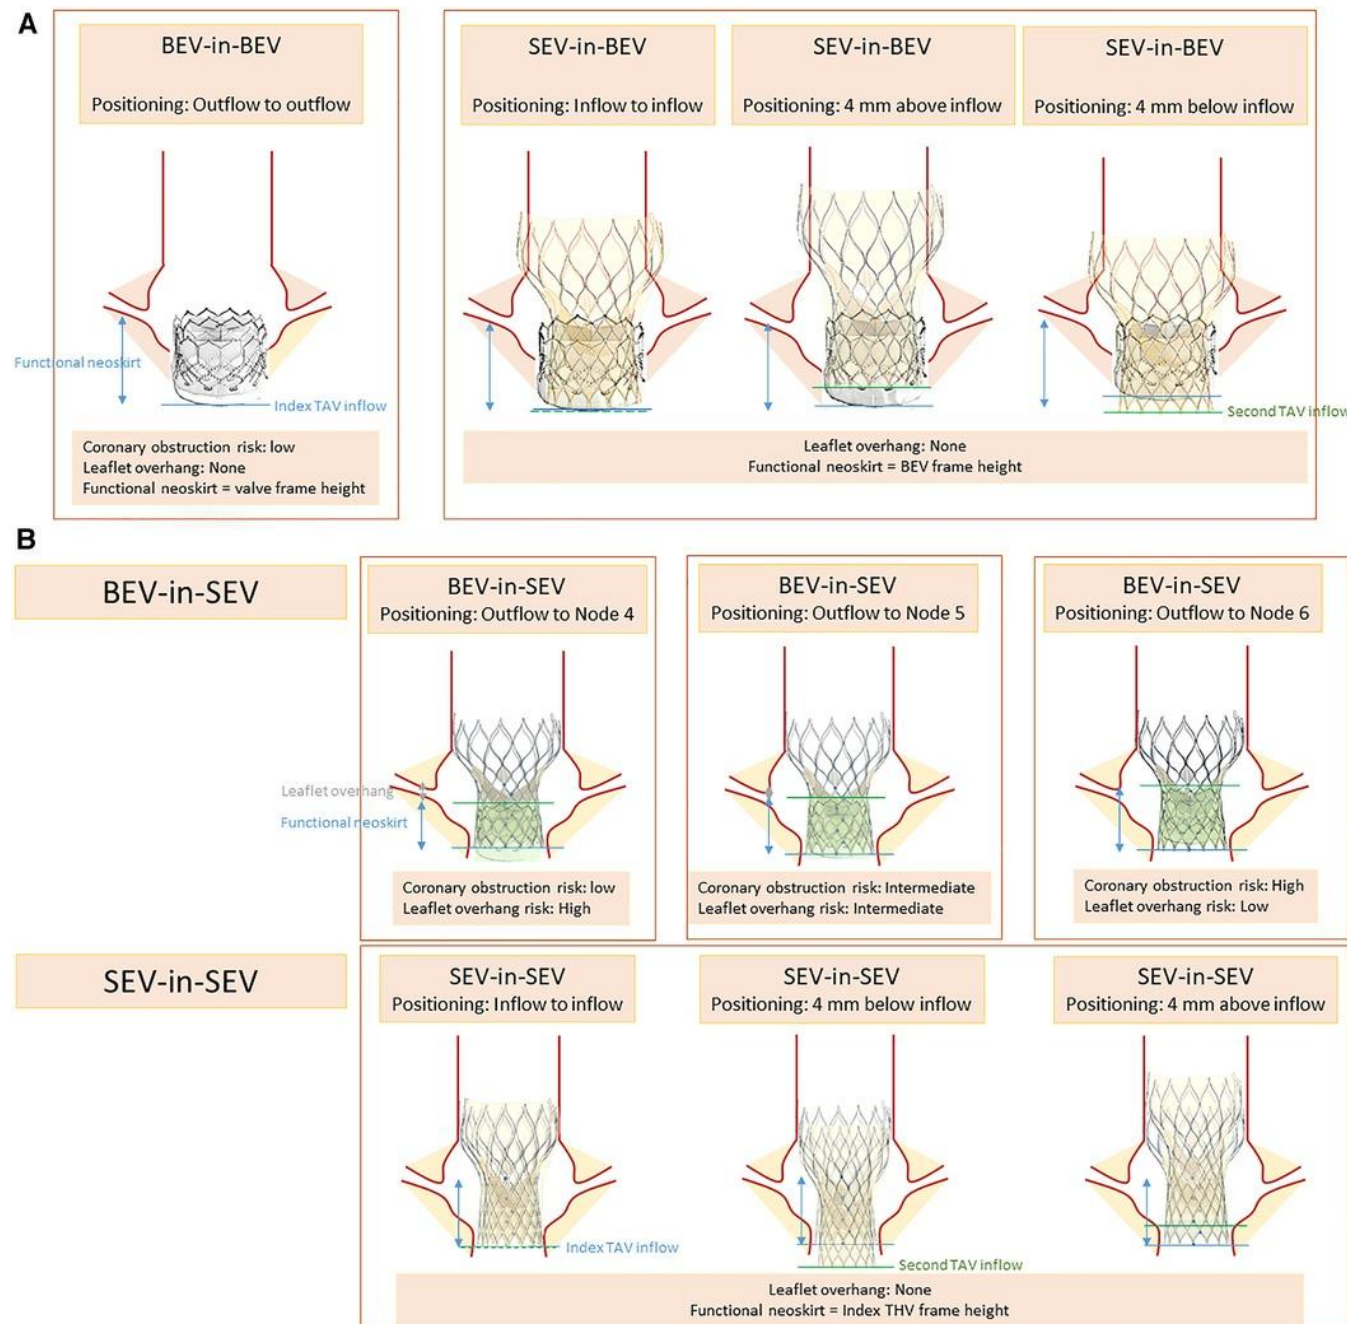 A
BEV-in-BEV
Positioning: Outflow to outflow
Functional neoskirt
Index TAV inflow
Coronary obstruction risk: low
Leaflet overhang: None
Functional neoskirt = valve frame height
SEV-in-BEV
Positioning: Inflow to inflow
SEV-in-BEV
Positioning: 4 mm above inflow
SEV-in-BEV
Positioning: 4 mm below inflow
Second TAV inflow
Leaflet overhang: None
Functional neoskirt = BEV frame height
B
BEV-in-SEV
BEV-in-SEV
Positioning: Outflow to Node 4
Leaflet overhang
Functional neoskirt
Coronary obstruction risk: low
Leaflet overhang risk: High
BEV-in-SEV
Positioning: Outflow to Node 5
Coronary obstruction risk: Intermediate
Leaflet overhang risk: Intermediate
BEV-in-SEV
Positioning: Outflow to Node 6
Coronary obstruction risk: High
Leaflet overhang risk: Low
SEV-in-SEV
SEV-in-SEV
Positioning: Inflow to inflow
Index TAV inflow
SEV-in-SEV
Positioning: 4 mm below inflow
Second TAV inflow
SEV-in-SEV
Positioning: 4 mm above inflow
Leaflet overhang: None
Functional neoskirt = Index THV frame height